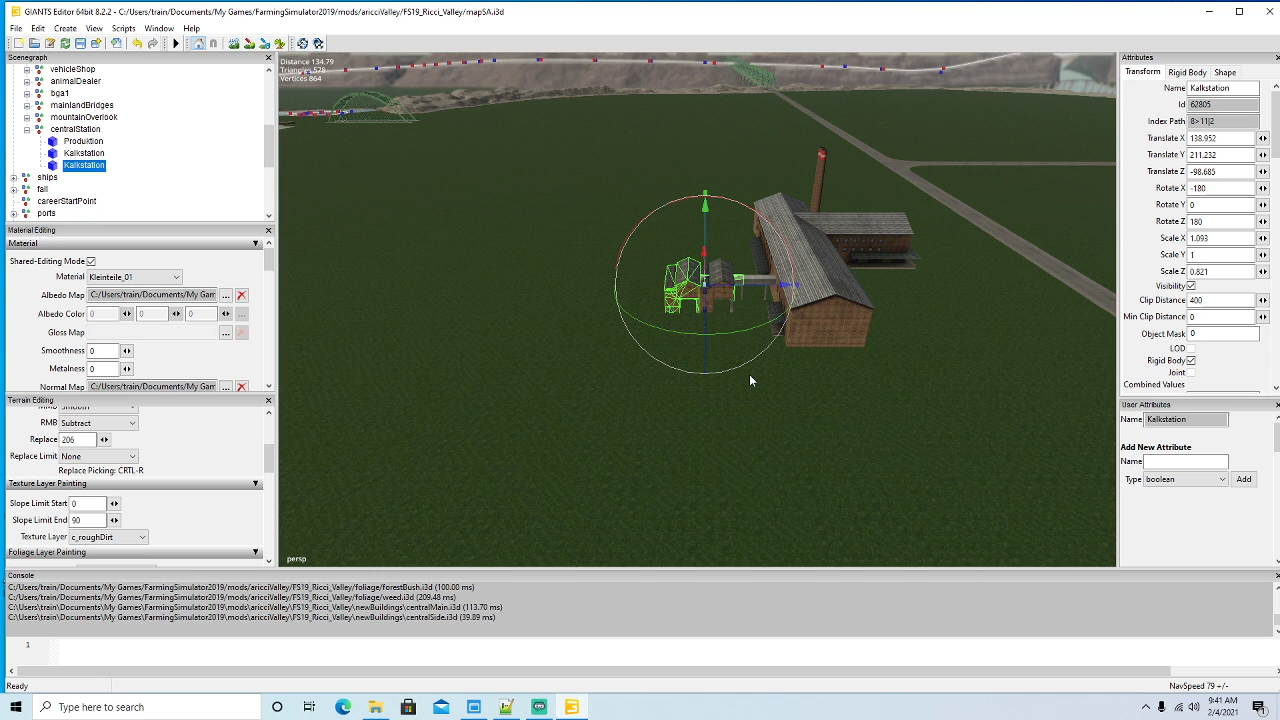 GIANTS Editor 64bit 8.2.2 - C:/Users/train/Documents/My Games/FarmingSimulator2019/mods/aricciValley/FS19_Ricci_Valley/mapSA.i3d
File Edit Create View Scripts Window Help
Scenegraph
vehicleShop
animalDealer
bga1
mainlandBridges
mountainOverlook
centralStation
Produktion
Kalkstation
Kalkstation
ships
fall
careerStartPoint
ports
Material Editing
Material
Shared-Editing Mode
Material Kleinteile_01
Albedo Map C:/Users/train/Documents/My Gam ...
Albedo Color 0 0 0 ...
Gloss Map ...
Smoothness 0
Metalness 0
Normal Map C:/Users/train/Documents/My Gam ...
Terrain Editing
MMB Smooth
RMB Subtract
Replace 206
Replace Limit None
Replace Picking: CRTL-R
Texture Layer Painting
Slope Limit Start 0
Slope Limit End 90
Texture Layer c_roughDirt
Foliage Layer Painting
Distance 134.79
Triangles 578
Vertices 864
persp
Attributes
Transform Rigid Body Shape
Name Kalkstation
Id 62805
Index Path 8>11|2
Translate X 138.952
Translate Y 211.232
Translate Z -98.685
Rotate X -180
Rotate Y 0
Rotate Z 180
Scale X 1.093
Scale Y 1
Scale Z 0.821
Visibility
Clip Distance 400
Min Clip Distance 0
Object Mask 0
LOD
Rigid Body
Joint
Combined Values
User Attributes
Name Kalkstation
Add New Attribute
Name
Type boolean Add
Console
C:/Users/train/Documents/My Games/FarmingSimulator2019/mods/aricciValley/FS19_Ricci_Valley/foliage/forestBush.i3d (100.00 ms)
C:/Users/train/Documents/My Games/FarmingSimulator2019/mods/aricciValley/FS19_Ricci_Valley/foliage/weed.i3d (209.48 ms)
C:\Users\train\Documents\My Games\FarmingSimulator2019\mods\aricciValley\FS19_Ricci_Valley\newBuildings\centralMain.i3d (113.70 ms)
C:\Users\train\Documents\My Games\FarmingSimulator2019\mods\aricciValley\FS19_Ricci_Valley\newBuildings\centralSide.i3d (39.89 ms)
1
Ready
NavSpeed 79 +/-
Type here to search
9:41 AM
2/4/2021